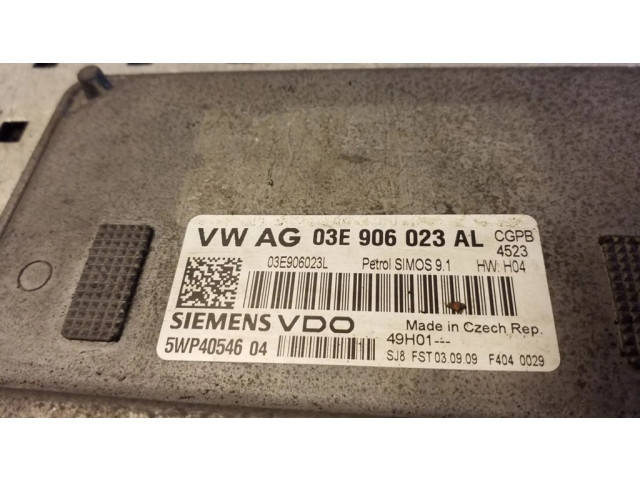 VW AG 03E 906 023 AL CGPB
4523
03E906023L Petrol SIMOS 9.1 HW: H04
SIEMENS VDO Made in Czech Rep.
49H01---
5WP40546 04 SJ8 FST 03.09.09 F404 0029